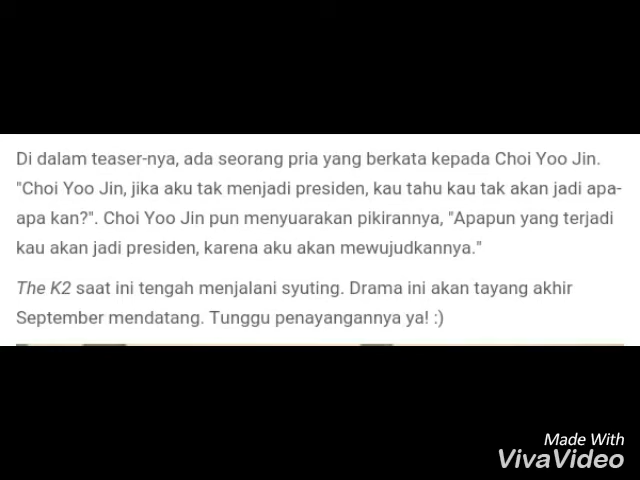 Di dalam teaser-nya, ada seorang pria yang berkata kepada Choi Yoo Jin.
"Choi Yoo Jin, jika aku tak menjadi presiden, kau tahu kau tak akan jadi apa-
apa kan?". Choi Yoo Jin pun menyuarakan pikirannya, "Apapun yang terjadi
kau akan jadi presiden, karena aku akan mewujudkannya."
The K2 saat ini tengah menjalani syuting. Drama ini akan tayang akhir
September mendatang. Tunggu penayangannya ya! :)
Made With
VivaVideo